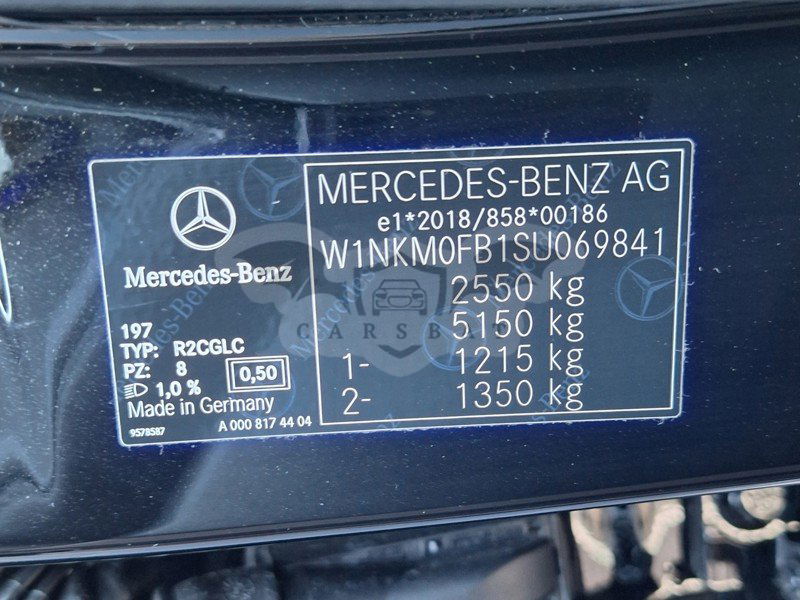 Mercedes-Benz
197
TYP: R2CGLC
PZ: 8
1,0 %
0,50
Made in Germany
9578587
A 000 817 44 04
MERCEDES-BENZ AG
e1*2018/858*00186
W1NKM0FB1SU069841
2550 kg
5150 kg
1- 1215 kg
2- 1350 kg